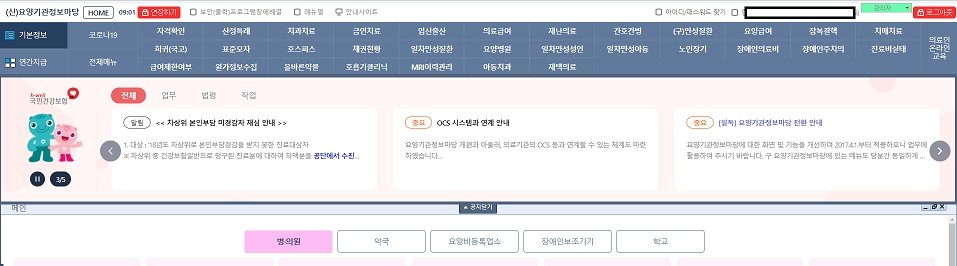 (신)요양기관정보마당 HOME 09:01 연장하기 보안(출력)프로그램장애해결 메뉴얼 안내사이트 아이디/패스워드 찾기 관리자 로그아웃
기본정보 코로나19 자격확인 산정특례 치과치료 금연치료 임신출산 의료급여 재난의료 간호간병 (구)만성질환 요양급여 잠복결핵 치매치료
희귀(국고) 표준모자 호스피스 채권현황 일차만성질환 요양병원 일차만성성인 일차만성아동 노인장기 장애인의료비 장애인주치의 진료비실태
의료인
온라인
교육
연간지급 전체메뉴 급여제한여부 원가정보수집 올바른약물 호흡기클리닉 MRI이력관리 아동치과 재택의료
h-well
국민건강보험
전체 업무 법령 작업
알림 << 차상위 본인부담 미경감자 재심 안내 >>
1. 대상 : '18년도 차상위로 본인부담경감을 받지 못한 진료대상자
※ 차상위 중 건강보험일반으로 청구된 진료분에 대하여 차액분을 공단에서 수진...
중요 OCS 시스템과 연계 안내
요양기관정보마당 개편과 아울러, 의료기관의 OCS 등과 연계할 수 있는 체계도 마련
하였습니다...
중요 (필독) 요양기관정보마당 전환 안내
요양기관정보마당에 대한 화면 및 기능을 개선하여 2017.4.1.부터 적용하오니 업무에
활용하여 주시기 바랍니다. 구 요양기관정보마당에 있는 메뉴도 당분간 동일하게 ...
3/5
메인 ▲ 공지닫기
병·의원 약국 요양비등록업소 장애인보조기기 학교